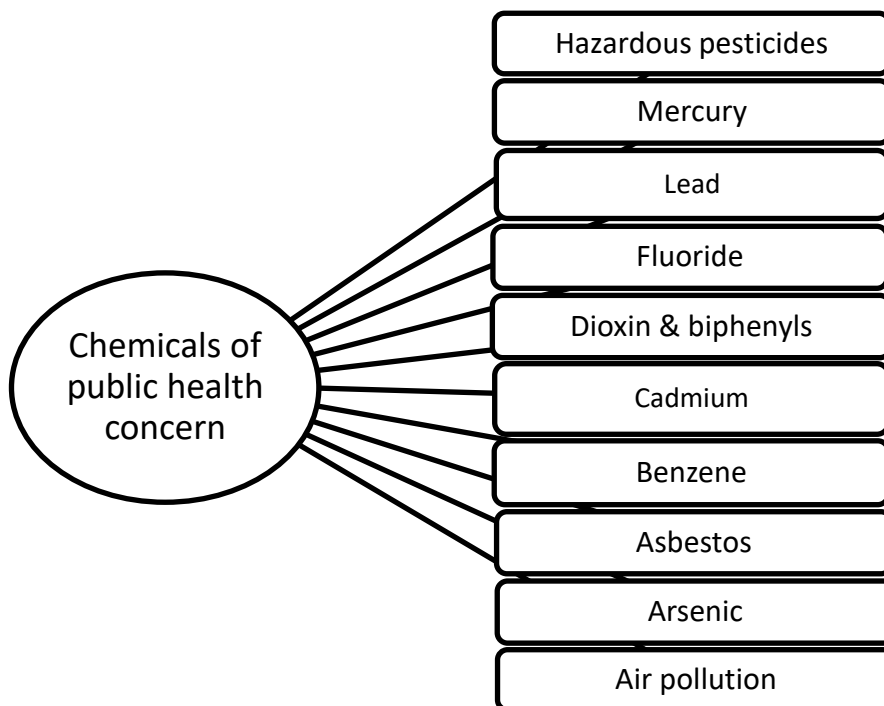 Hazardous pesticides
Mercury
Lead
Fluoride
Dioxin & biphenyls
Chemicals of
public health
concern
Cadmium
Benzene
Asbestos
Arsenic
Air pollution